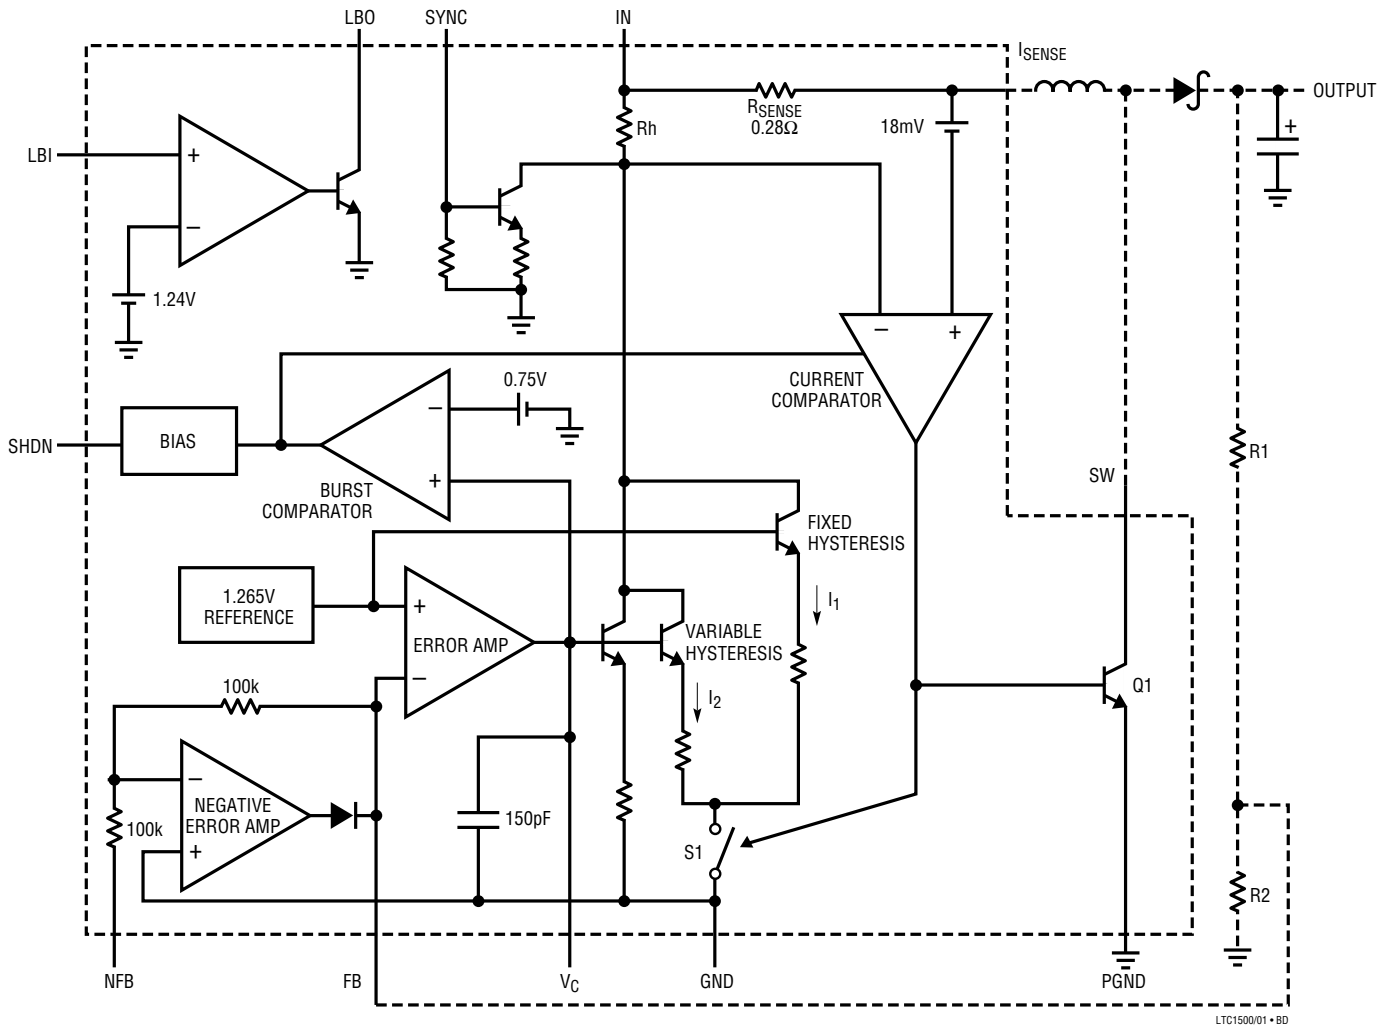 LBO
SYNC
IN
I_SENSE
OUTPUT
R_SENSE
0.28Ω
Rh
18mV
+
LBI
+
−
1.24V
−
+
CURRENT
COMPARATOR
0.75V
−
SHDN
BIAS
+
BURST
COMPARATOR
R1
SW
FIXED
HYSTERESIS
1.265V
REFERENCE
+
I1
ERROR AMP
VARIABLE
HYSTERESIS
−
100k
I2
Q1
−
NEGATIVE
ERROR AMP
100k
+
150pF
S1
R2
NFB
FB
VC
GND
PGND
LTC1500/01 • BD